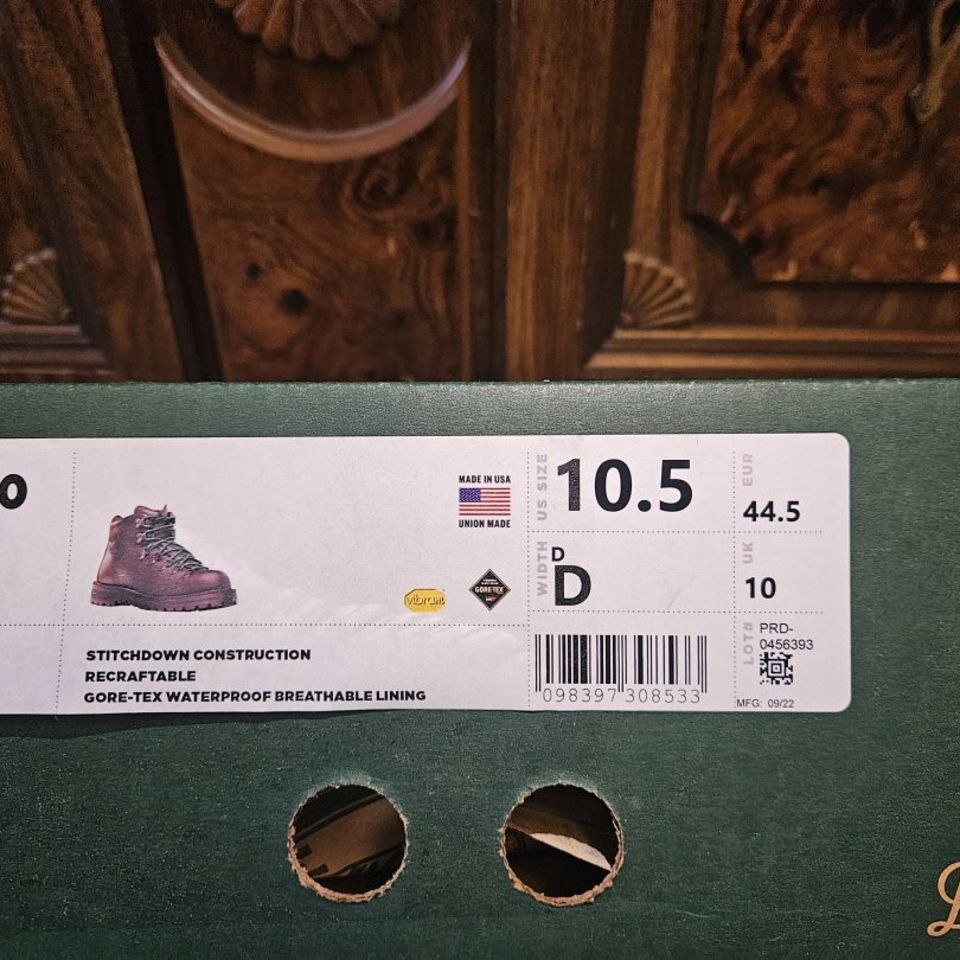 0
MADE IN USA
UNION MADE
vibram
GORE-TEX
STITCHDOWN CONSTRUCTION
RECRAFTABLE
GORE-TEX WATERPROOF BREATHABLE LINING
US SIZE
10.5
EUR
44.5
WIDTH
D
D
UK
10
098397 308533
LOT#
PRD-
0456393
MFG: 09/22